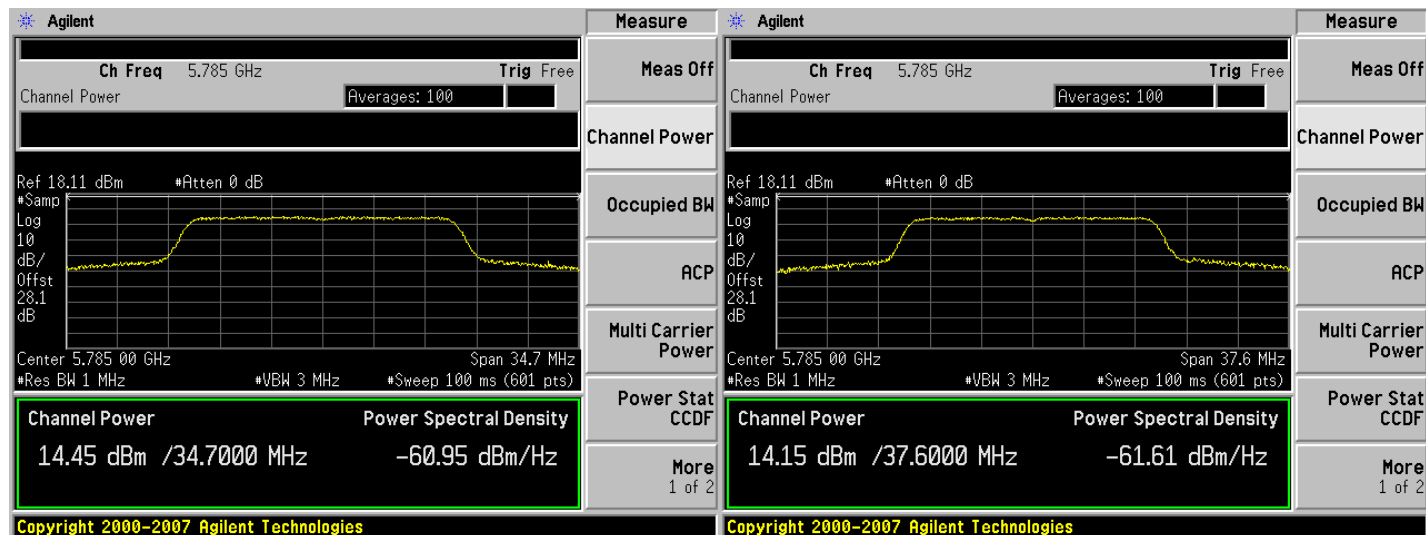 Agilent
Measure
Ch Freq 5.785 GHz Trig Free
Meas Off
Channel Power Averages: 100
Channel Power
Ref 18.11 dBm #Atten 0 dB
#Samp
Log
10
dB/
Offst
28.1
dB
Occupied BW
ACP
Multi Carrier
Power
Center 5.785 00 GHz Span 34.7 MHz
#Res BW 1 MHz #VBW 3 MHz #Sweep 100 ms (601 pts)
Power Stat
CCDF
Channel Power Power Spectral Density
14.45 dBm /34.7000 MHz -60.95 dBm/Hz
More
1 of 2
Copyright 2000-2007 Agilent Technologies
Agilent
Measure
Ch Freq 5.785 GHz Trig Free
Meas Off
Channel Power Averages: 100
Channel Power
Ref 18.11 dBm #Atten 0 dB
#Samp
Log
10
dB/
Offst
28.1
dB
Occupied BW
ACP
Multi Carrier
Power
Center 5.785 00 GHz Span 37.6 MHz
#Res BW 1 MHz #VBW 3 MHz #Sweep 100 ms (601 pts)
Power Stat
CCDF
Channel Power Power Spectral Density
14.15 dBm /37.6000 MHz -61.61 dBm/Hz
More
1 of 2
Copyright 2000-2007 Agilent Technologies